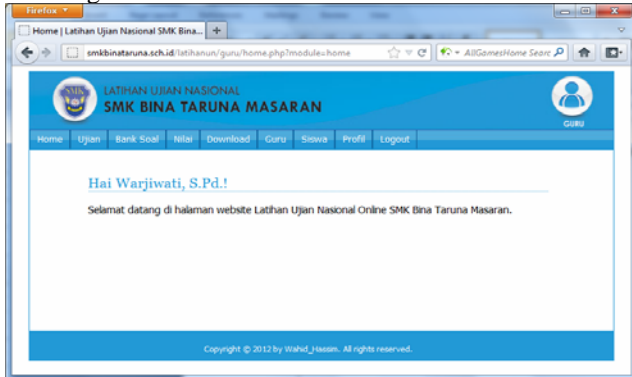 Firefox
Home | Latihan Ujian Nasional SMK Bina...
smkbinataruna.sch.id/latihanun/guru/home.php?module=home
AllGamesHome Searc
SMK
LATIHAN UJIAN NASIONAL
SMK BINA TARUNA MASARAN
GURU
Home Ujian Bank Soal Nilai Download Guru Siswa Profil Logout
Hai Warjiwati, S.Pd.!
Selamat datang di halaman website Latihan Ujian Nasional Online SMK Bina Taruna Masaran.
Copyright © 2012 by Wahid_Hassim. All rights reserved.